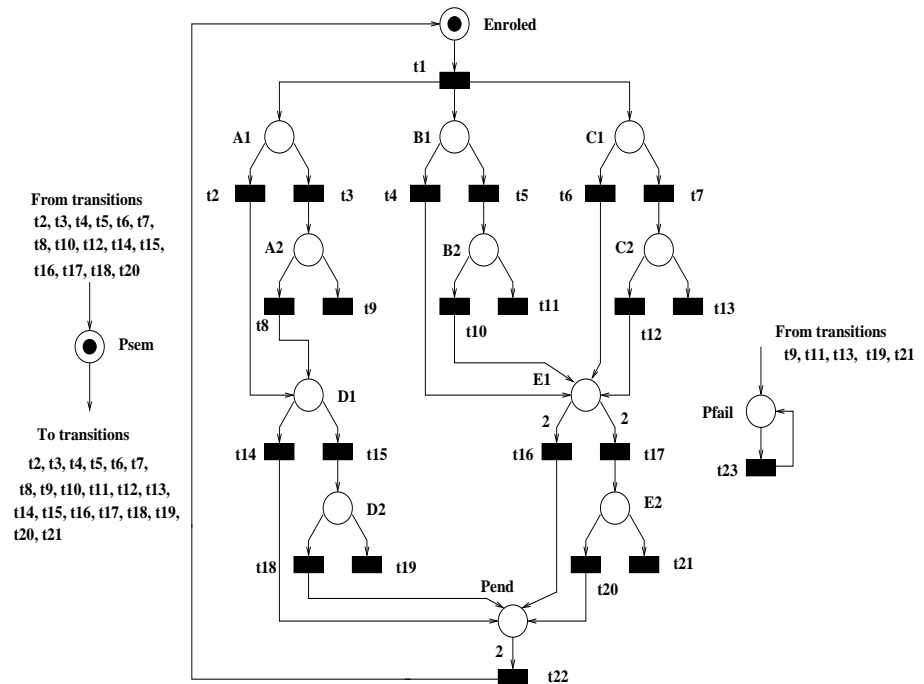 Enroled
t1
A1
B1
C1
t2
t3
t4
t5
t6
t7
From transitions
t2, t3, t4, t5, t6, t7,
t8, t10, t12, t14, t15,
t16, t17, t18, t20
A2
B2
C2
t8
t9
t10
t11
t12
t13
Psem
From transitions
t9, t11, t13, t19, t21
D1
E1
Pfail
To transitions
t2, t3, t4, t5, t6, t7,
t8, t9, t10, t11, t12, t13,
t14, t15, t16, t17, t18, t19,
t20, t21
2
2
t14
t15
t16
t17
t23
D2
E2
t18
t19
t20
t21
Pend
2
t22